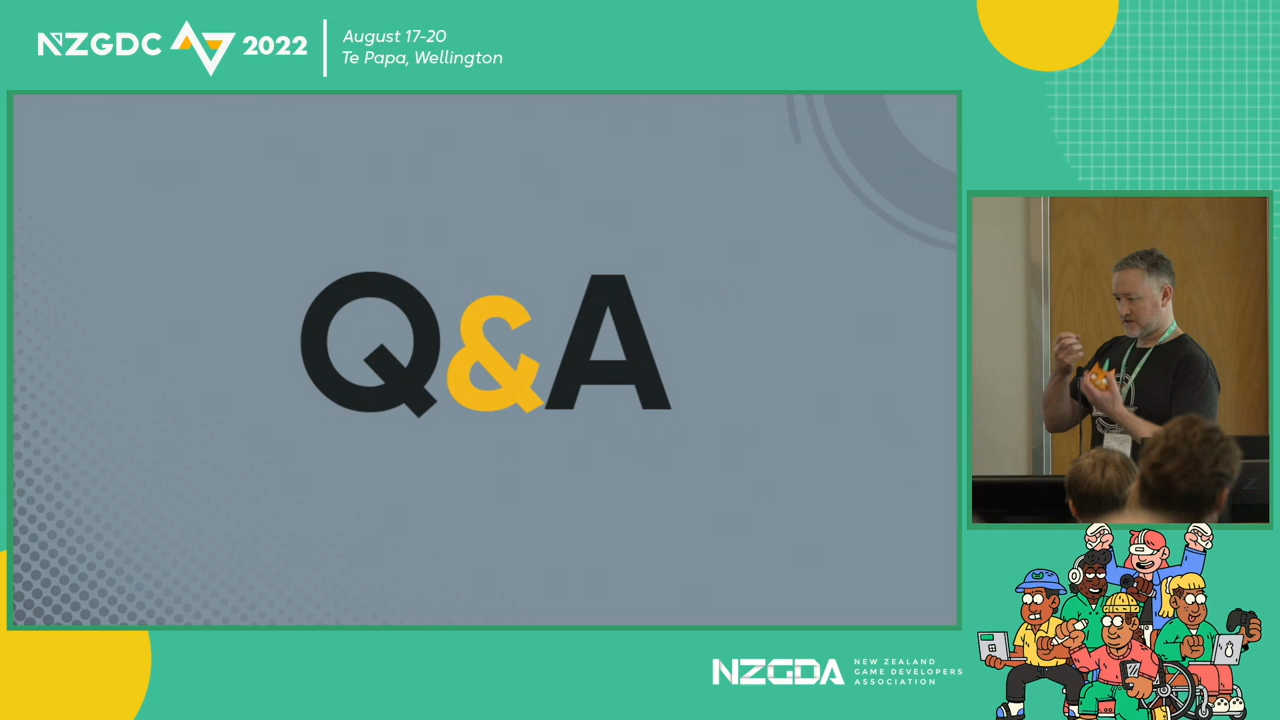 NZGDC
2022
August 17-20
Te Papa, Wellington
Q&A
NZGDA
NEW ZEALAND
GAME DEVELOPERS
ASSOCIATION